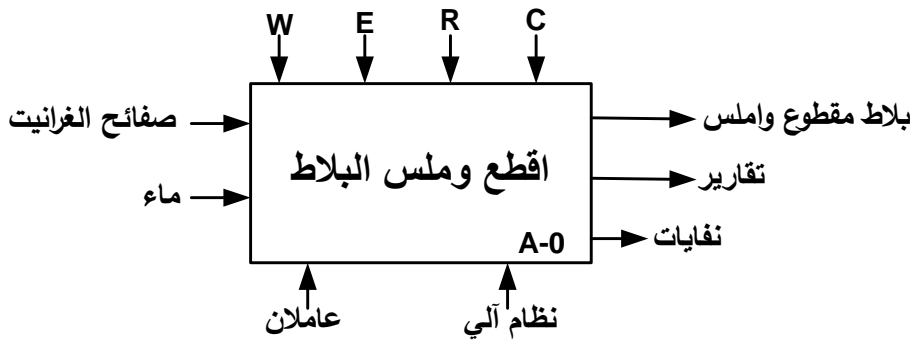 W E R C
صفائح الغرانيت
بلاط مقطوع واملس
اقطع وملس البلاط
تقارير
ماء
نفايات
A-0
عاملان
نظام آلي